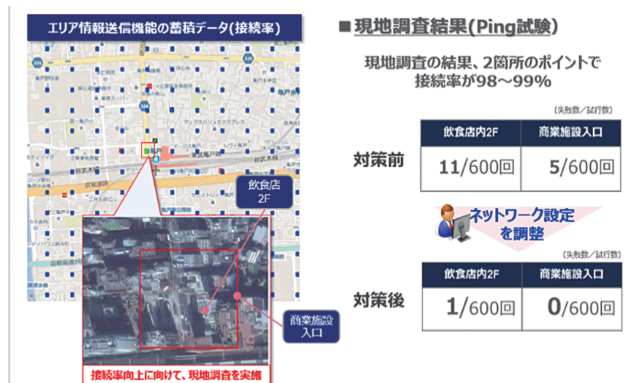 エリア情報送信機能の蓄積データ(接続率)
亀戸
飲食店
2F
商業施設
入口
接続率向上に向けて、現地調査を実施
■現地調査結果(Ping試験)
現地調査の結果、2箇所のポイントで
接続率が98～99%
(失敗数／試行数)
対策前
飲食店内2F 商業施設入口
11/600回 5/600回
ネットワーク設定
を調整
(失敗数／試行数)
対策後
飲食店内2F 商業施設入口
1/600回 0/600回